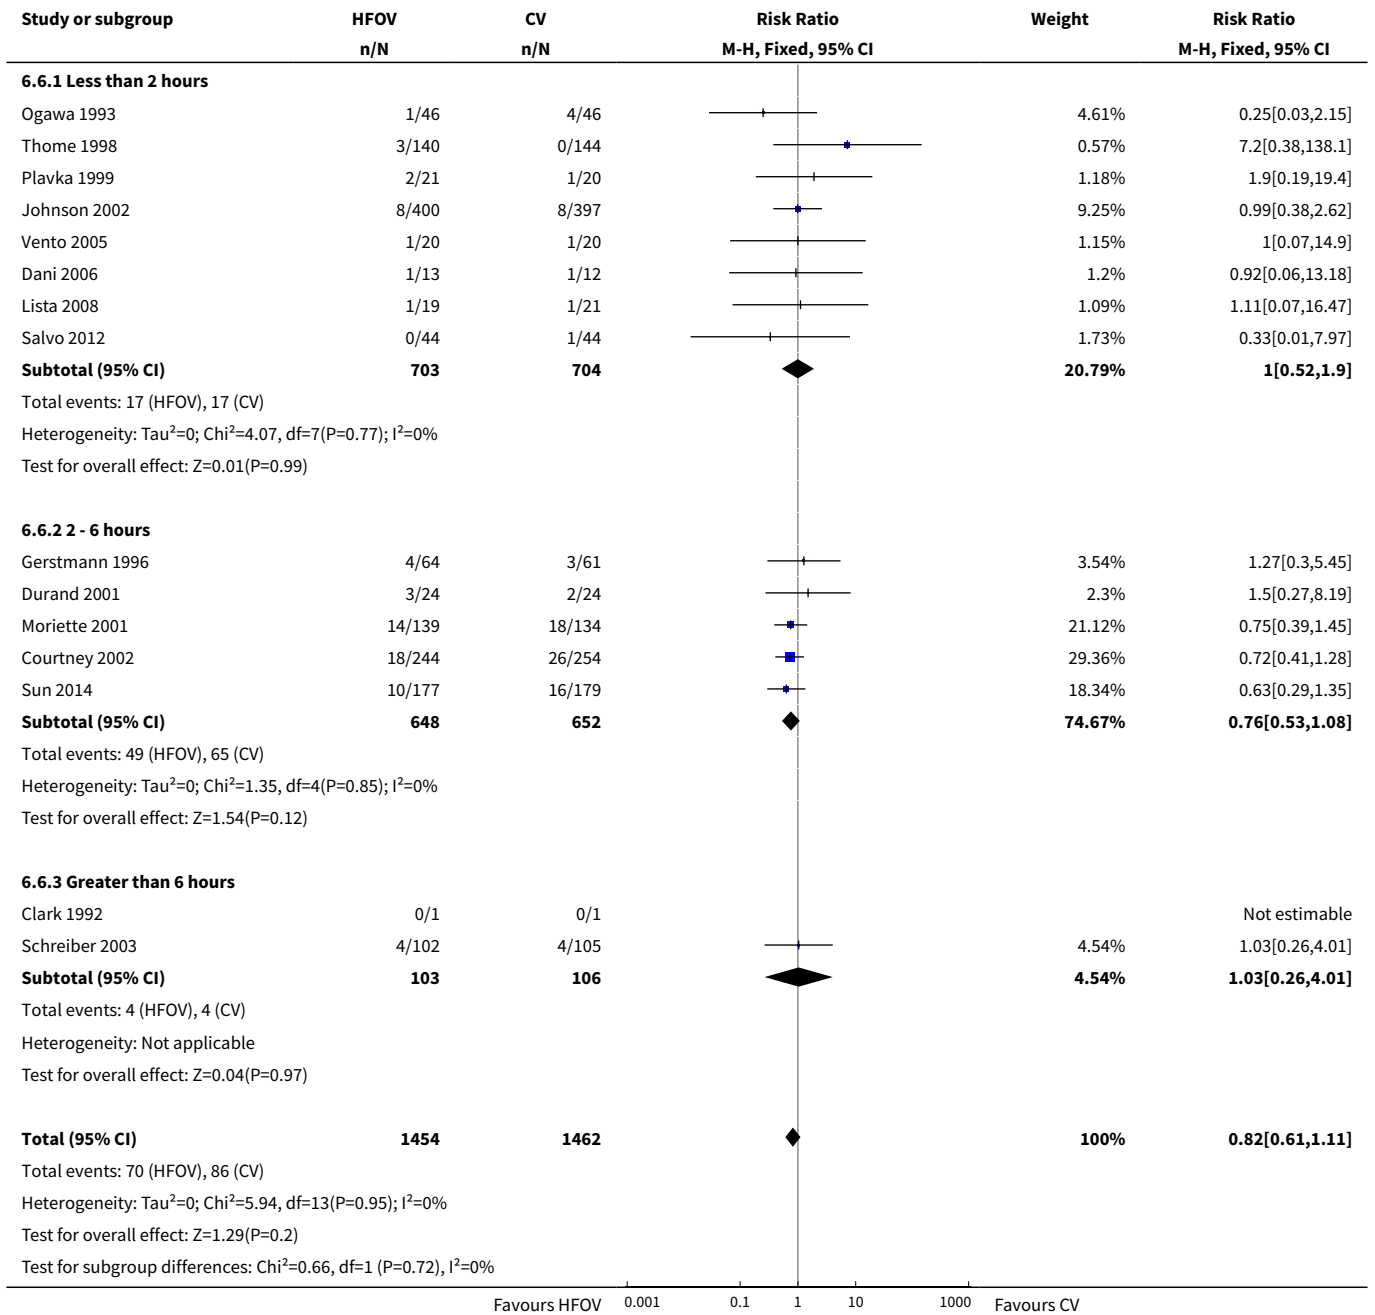 Study or subgroup HFOV CV Risk Ratio Weight Risk Ratio
n/N n/N M-H, Fixed, 95% CI M-H, Fixed, 95% CI
6.6.1 Less than 2 hours
Ogawa 1993 1/46 4/46 4.61% 0.25[0.03,2.15]
Thome 1998 3/140 0/144 0.57% 7.2[0.38,138.1]
Plavka 1999 2/21 1/20 1.18% 1.9[0.19,19.4]
Johnson 2002 8/400 8/397 9.25% 0.99[0.38,2.62]
Vento 2005 1/20 1/20 1.15% 1[0.07,14.9]
Dani 2006 1/13 1/12 1.2% 0.92[0.06,13.18]
Lista 2008 1/19 1/21 1.09% 1.11[0.07,16.47]
Salvo 2012 0/44 1/44 1.73% 0.33[0.01,7.97]
Subtotal (95% CI) 703 704 20.79% 1[0.52,1.9]
Total events: 17 (HFOV), 17 (CV)
Heterogeneity: Tau²=0; Chi²=4.07, df=7(P=0.77); I²=0%
Test for overall effect: Z=0.01(P=0.99)
6.6.2 2 - 6 hours
Gerstmann 1996 4/64 3/61 3.54% 1.27[0.3,5.45]
Durand 2001 3/24 2/24 2.3% 1.5[0.27,8.19]
Moriette 2001 14/139 18/134 21.12% 0.75[0.39,1.45]
Courtney 2002 18/244 26/254 29.36% 0.72[0.41,1.28]
Sun 2014 10/177 16/179 18.34% 0.63[0.29,1.35]
Subtotal (95% CI) 648 652 74.67% 0.76[0.53,1.08]
Total events: 49 (HFOV), 65 (CV)
Heterogeneity: Tau²=0; Chi²=1.35, df=4(P=0.85); I²=0%
Test for overall effect: Z=1.54(P=0.12)
6.6.3 Greater than 6 hours
Clark 1992 0/1 0/1 Not estimable
Schreiber 2003 4/102 4/105 4.54% 1.03[0.26,4.01]
Subtotal (95% CI) 103 106 4.54% 1.03[0.26,4.01]
Total events: 4 (HFOV), 4 (CV)
Heterogeneity: Not applicable
Test for overall effect: Z=0.04(P=0.97)
Total (95% CI) 1454 1462 100% 0.82[0.61,1.11]
Total events: 70 (HFOV), 86 (CV)
Heterogeneity: Tau²=0; Chi²=5.94, df=13(P=0.95); I²=0%
Test for overall effect: Z=1.29(P=0.2)
Test for subgroup differences: Chi²=0.66, df=1 (P=0.72), I²=0%
Favours HFOV 0.001 0.1 1 10 1000 Favours CV